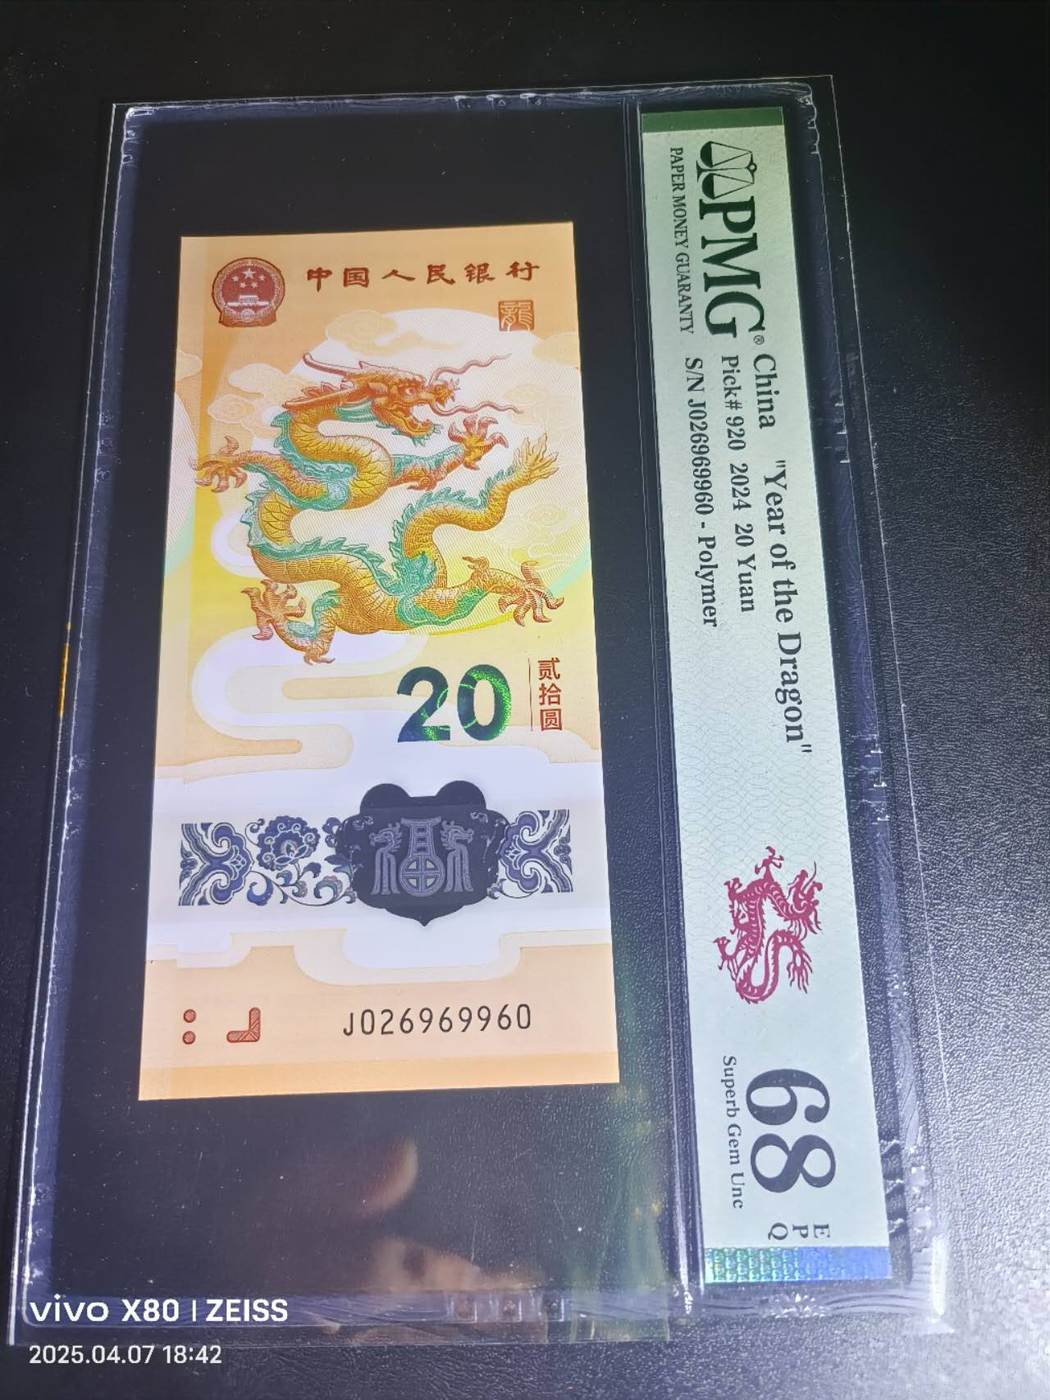 中国人民银行
龙
20
贰拾圆
福
J026969960
PMG®
PAPER MONEY GUARANTY
China "Year of the Dragon"
Pick# 920 2024 20 Yuan
S/N J026969960 - Polymer
68
Superb Gem Unc
E
P
Q
vivo X80 | ZEISS
2025.04.07 18:42